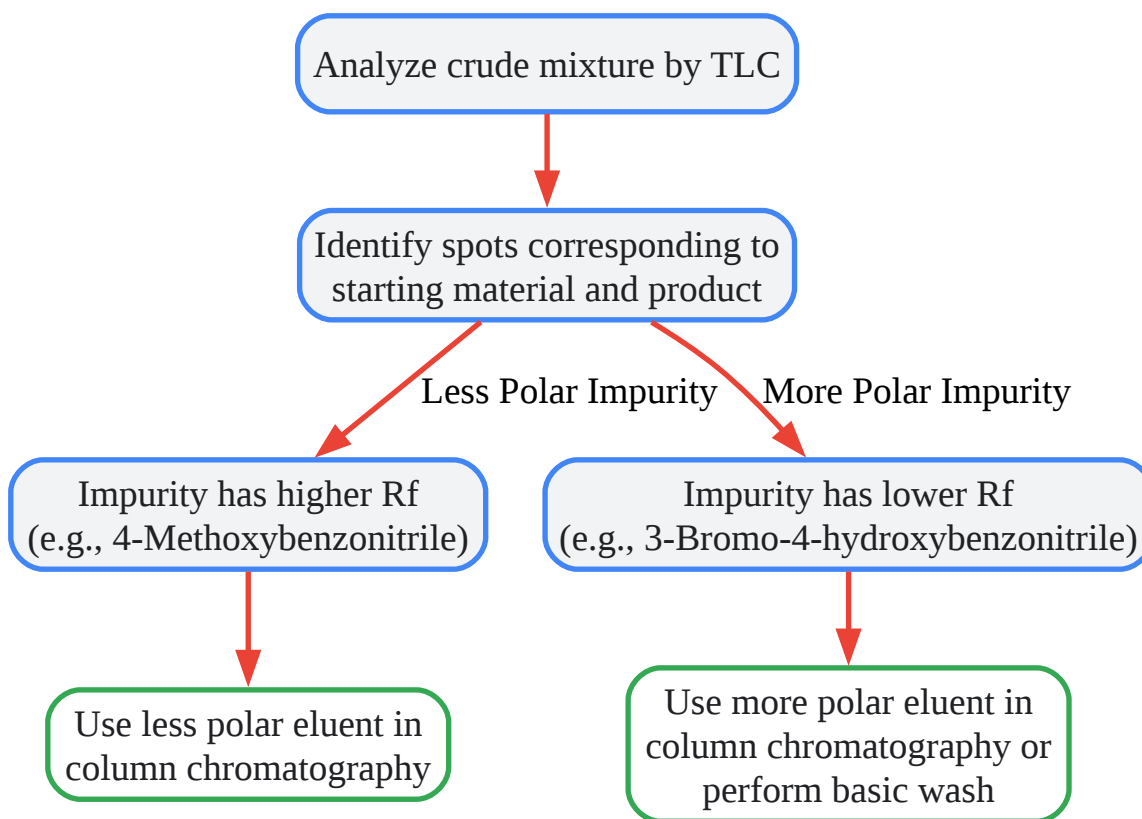 Analyze crude mixture by TLC
Identify spots corresponding to
starting material and product
Less Polar Impurity
More Polar Impurity
Impurity has higher Rf
(e.g., 4-Methoxybenzonitrile)
Impurity has lower Rf
(e.g., 3-Bromo-4-hydroxybenzonitrile)
Use less polar eluent in
column chromatography
Use more polar eluent in
column chromatography or
perform basic wash